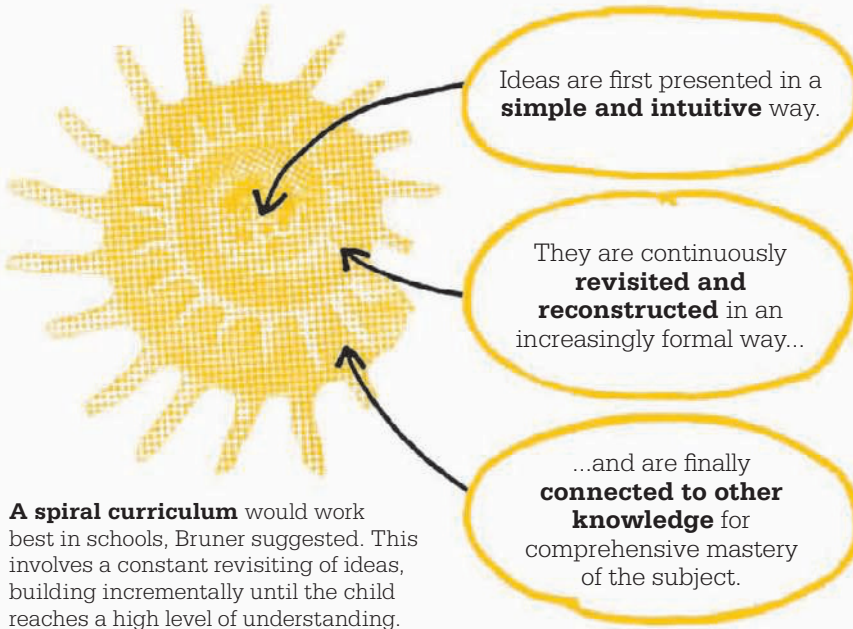 Ideas are first presented in a
simple and intuitive way.
They are continuously
revisited and
reconstructed in an
increasingly formal way...
...and are finally
connected to other
knowledge for
comprehensive mastery
of the subject.
A spiral curriculum would work
best in schools, Bruner suggested. This
involves a constant revisiting of ideas,
building incrementally until the child
reaches a high level of understanding.